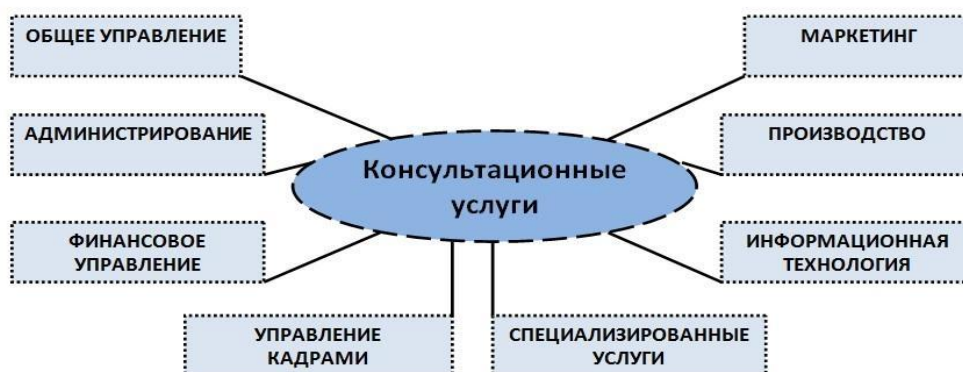 ОБЩЕЕ УПРАВЛЕНИЕ
МАРКЕТИНГ
АДМИНИСТРИРОВАНИЕ
ПРОИЗВОДСТВО
Консультационные
услуги
ФИНАНСОВОЕ
УПРАВЛЕНИЕ
ИНФОРМАЦИОННАЯ
ТЕХНОЛОГИЯ
УПРАВЛЕНИЕ
КАДРАМИ
СПЕЦИАЛИЗИРОВАННЫЕ
УСЛУГИ